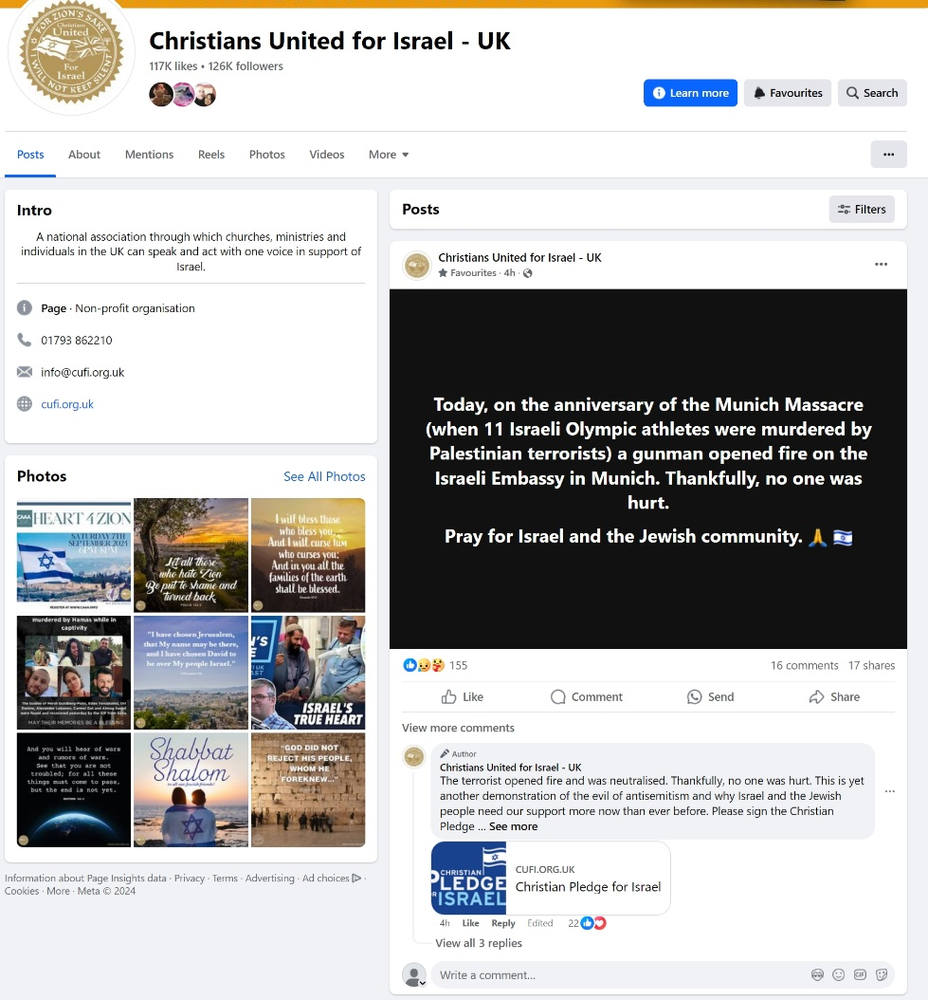 FOR ZION'S SAKE
Christians
United
For
Israel
I WILL NOT KEEP SILENT
Christians United for Israel - UK
117K likes • 126K followers
Learn more
Favourites
Search
Posts
About
Mentions
Reels
Photos
Videos
More
Intro
A national association through which churches, ministries and
individuals in the UK can speak and act with one voice in support of
Israel.
Page · Non-profit organisation
01793 862210
info@cufi.org.uk
cufi.org.uk
Photos
See All Photos
CAAA
HEART 4 ZION
SATURDAY 7TH
SEPTEMBER 2024
6PM-8PM
REGISTER AT WWW.CAAA.INFO
Let all those
who hate Zion
Be put to shame and
turned back.
I will bless those
who bless you,
And I will curse him
who curses you;
And in you all the
families of the earth
shall be blessed.
murdered by Hamas while in
captivity
MAY THEIR MEMORIES BE A BLESSING
"I have chosen Jerusalem,
that My name may be there,
and I have chosen David to
be over My people Israel."
ISRAEL'S
TRUE HEART
And you will hear of wars
and rumors of wars.
See that you are not
troubled; for all these
things must come to pass,
but the end is not yet.
Shabbat
Shalom
to all our Jewish friends!
"GOD DID NOT
REJECT HIS PEOPLE,
WHOM HE
FOREKNEW..."
Information about Page Insights data · Privacy · Terms · Advertising · Ad choices ·
Cookies · More · Meta © 2024
Posts
Filters
Christians United for Israel - UK
Favourites · 4h ·
Today, on the anniversary of the Munich Massacre
(when 11 Israeli Olympic athletes were murdered by
Palestinian terrorists) a gunman opened fire on the
Israeli Embassy in Munich. Thankfully, no one was
hurt.
Pray for Israel and the Jewish community. 🙏 🇮🇱
155
16 comments 17 shares
Like
Comment
Send
Share
View more comments
Author
Christians United for Israel - UK
The terrorist opened fire and was neutralised. Thankfully, no one was hurt. This is yet
another demonstration of the evil of antisemitism and why Israel and the Jewish
people need our support more now than ever before. Please sign the Christian
Pledge ... See more
CHRISTIAN
PLEDGE
FOR
ISRAEL
CUFI.ORG.UK
Christian Pledge for Israel
4h Like Reply Edited 22
View all 3 replies
Write a comment...
GIF